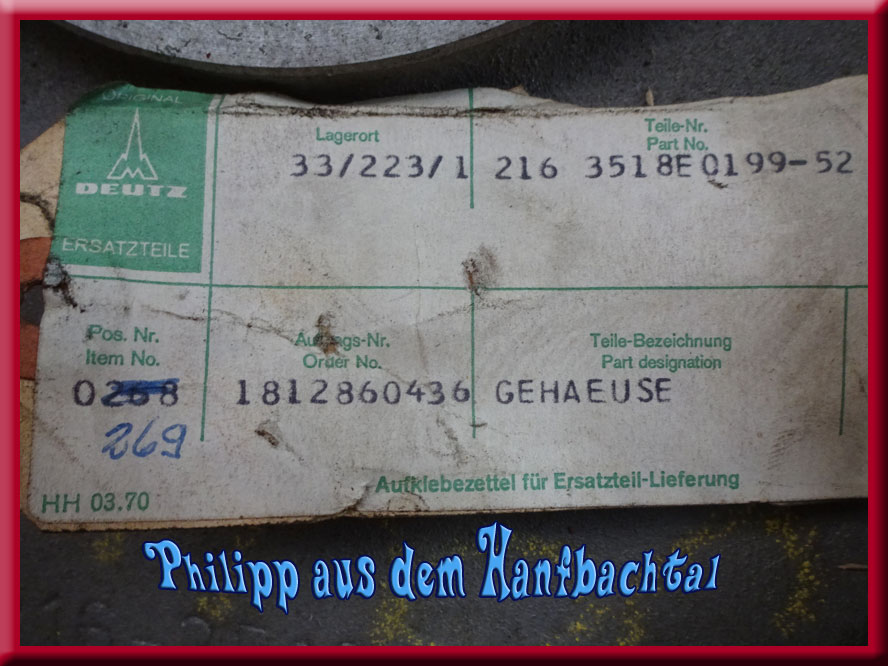 ORIGINAL
DEUTZ
ERSATZTEILE
Lagerort
33/223/1
Teile-Nr.
Part No.
216 3518E0199-52
Pos. Nr.
Item No.
0268
269
Auftrags-Nr.
Order No.
1812860436
Teile-Bezeichnung
Part designation
GEHAEUSE
Aufklebezettel für Ersatzteil-Lieferung
HH 03.70
Philipp aus dem Hanfbachtal